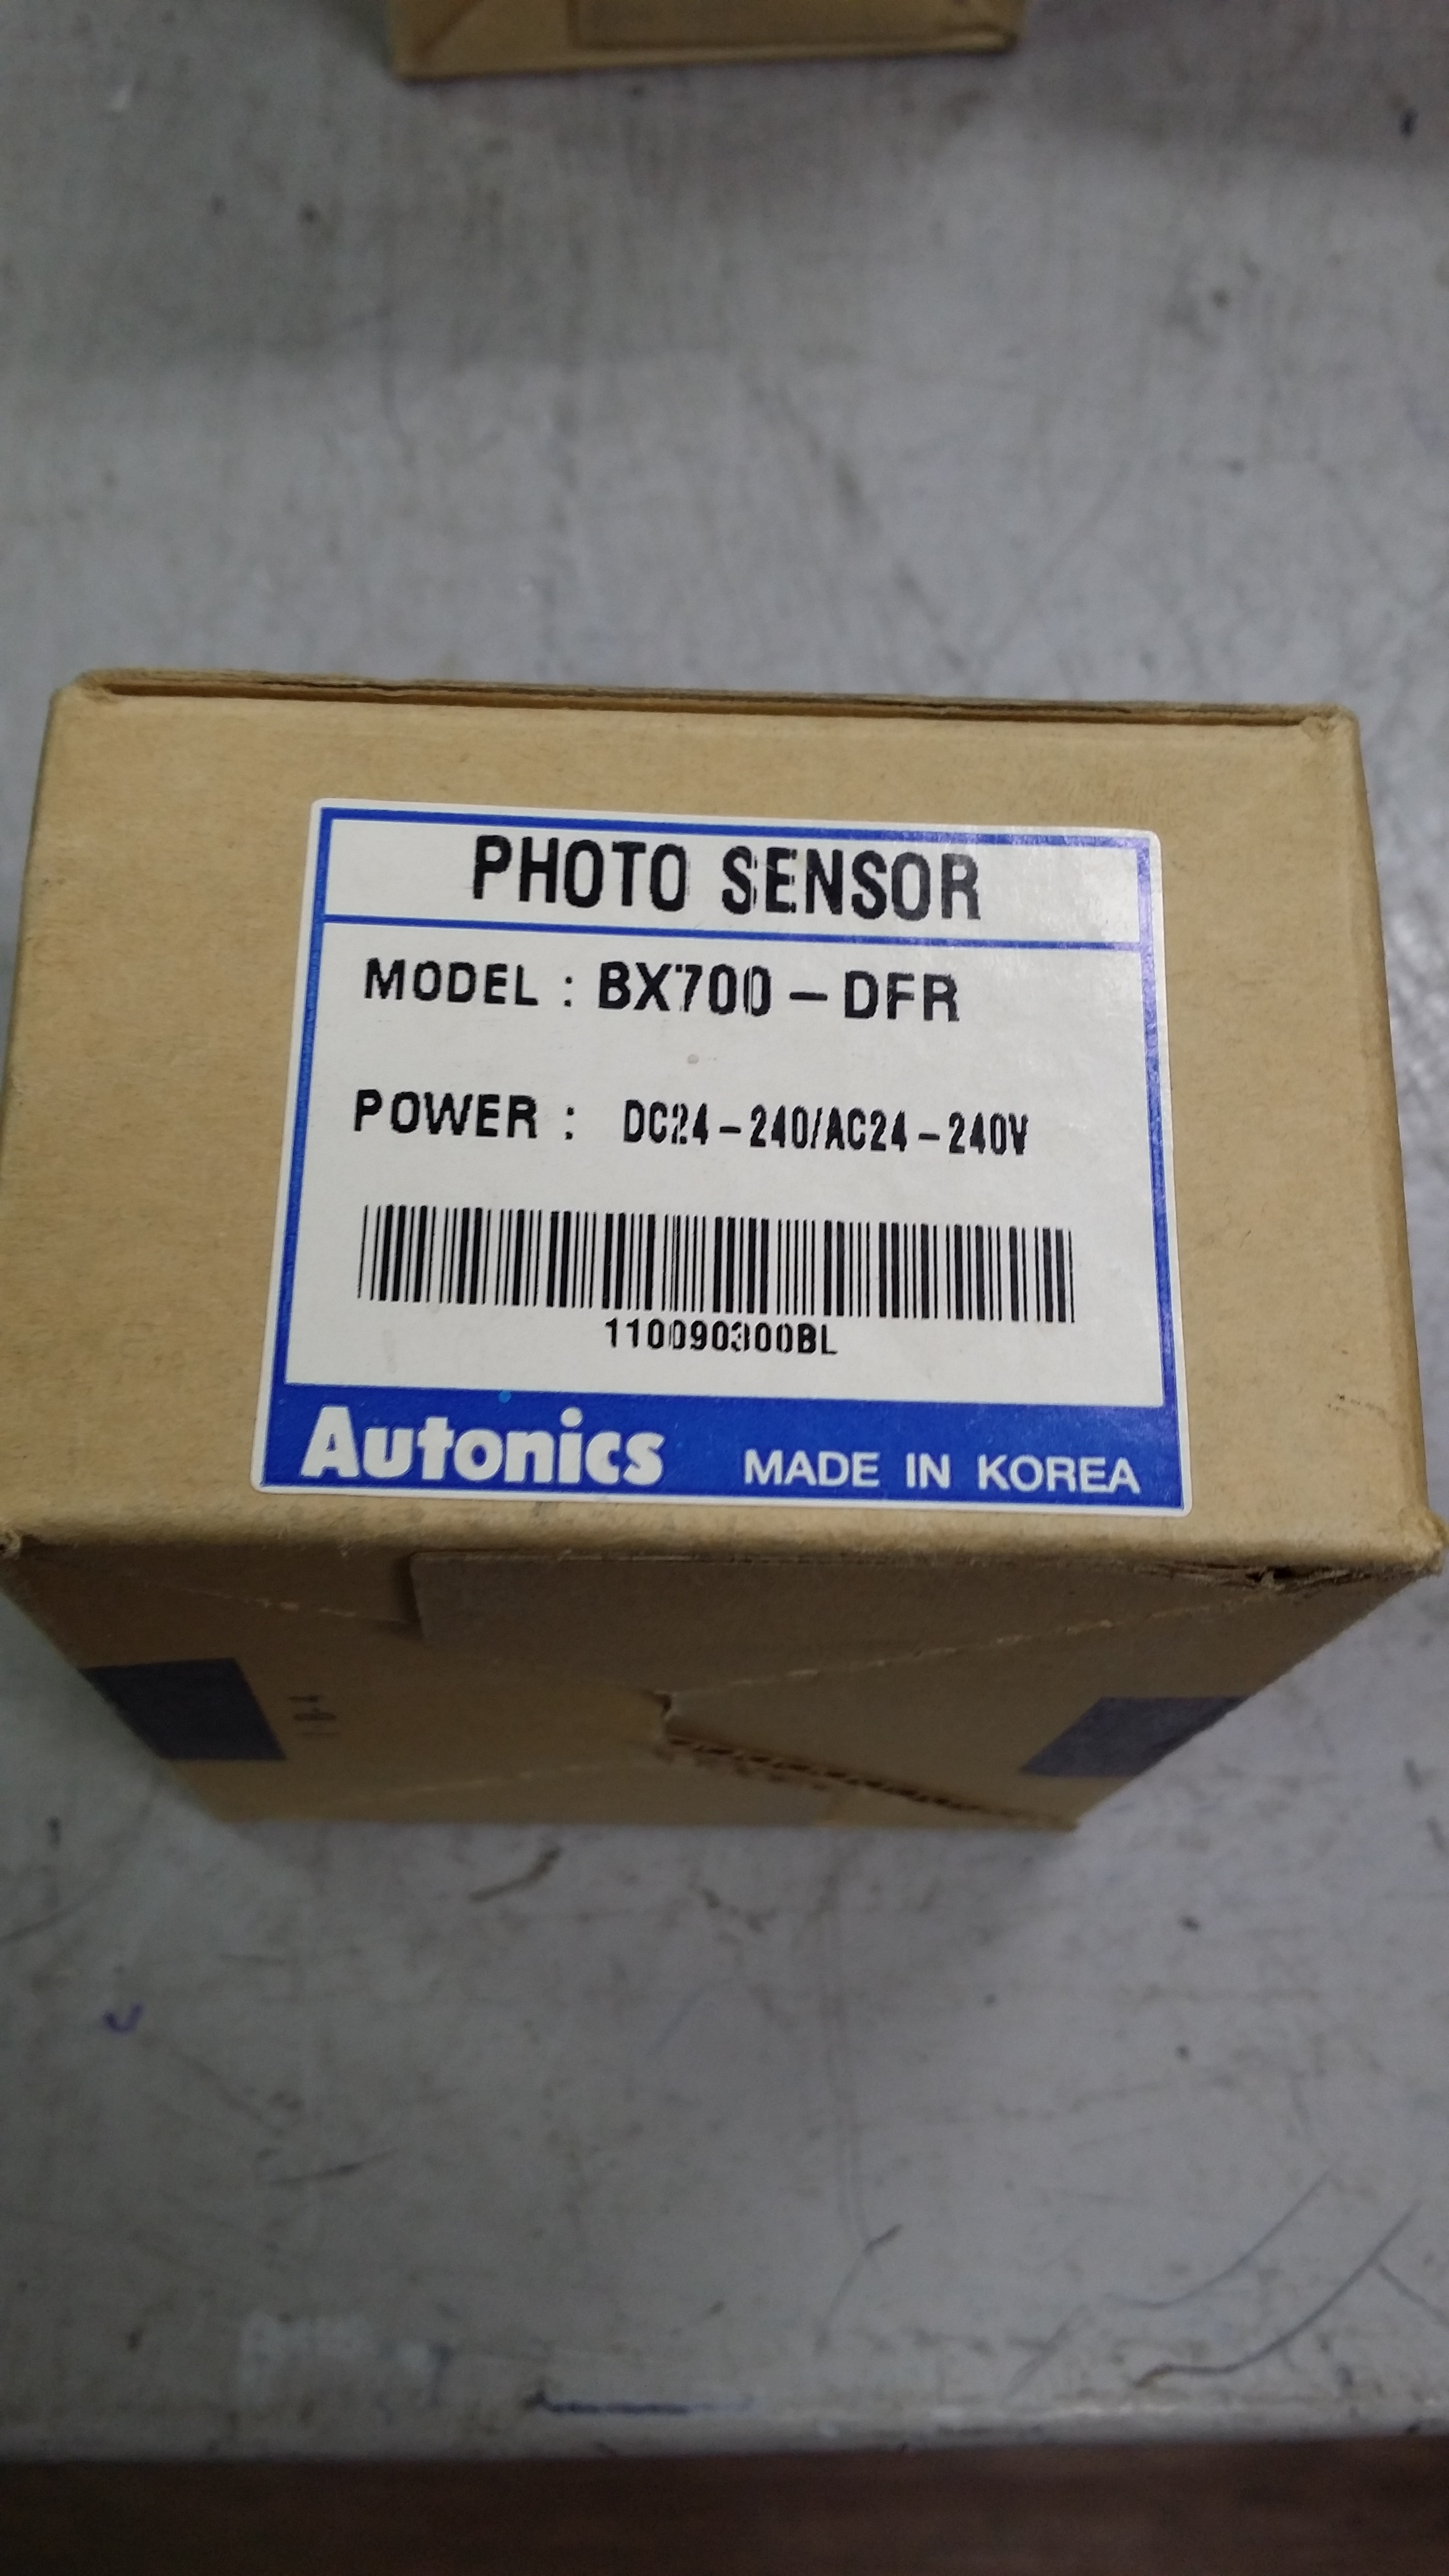 PHOTO SENSOR
MODEL : BX700-DFR
POWER : DC24-240/AC24-240V
110090300BL
Autonics MADE IN KOREA